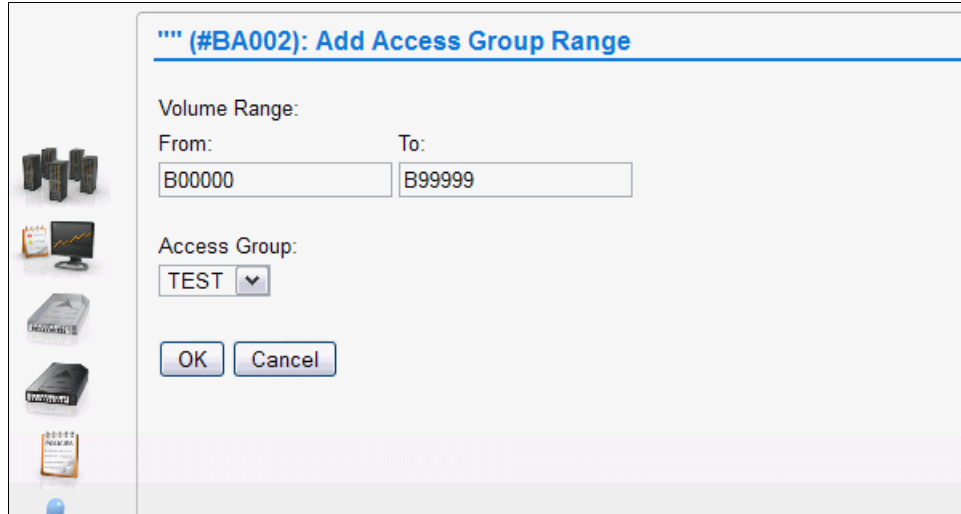 "" (#BA002): Add Access Group Range
Volume Range:
From: To:
B00000 B99999
Access Group:
TEST
OK Cancel